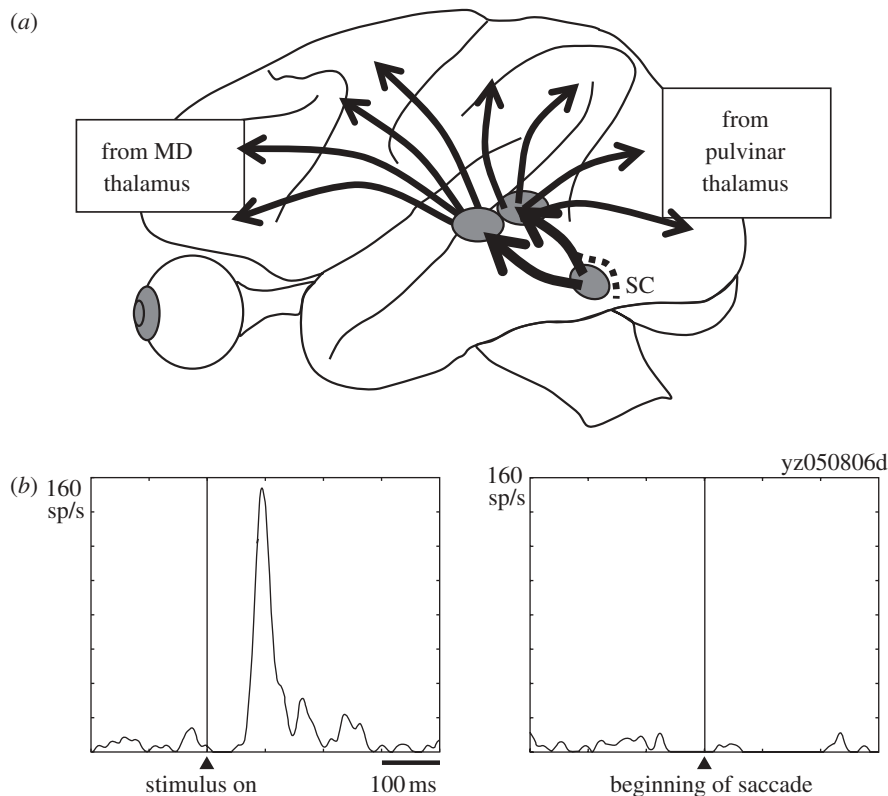 (a)
from MD
thalamus
from
pulvinar
thalamus
SC
(b)
160
sp/s
stimulus on
100 ms
yz050806d
160
sp/s
beginning of saccade